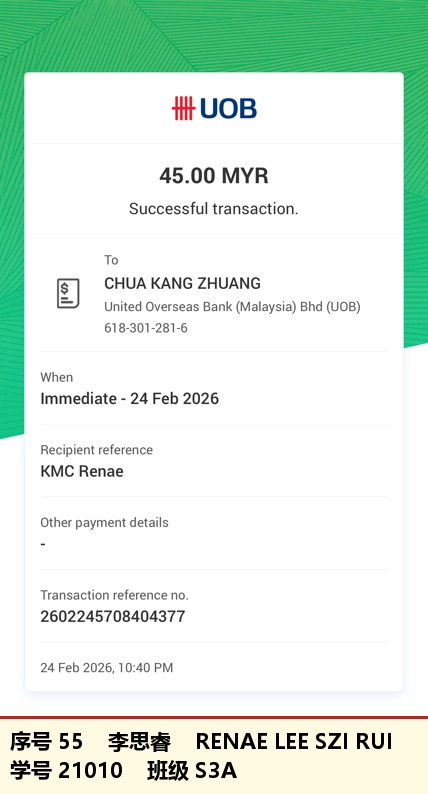 UOB
45.00 MYR
Successful transaction.
To
CHUA KANG ZHUANG
United Overseas Bank (Malaysia) Bhd (UOB)
618-301-281-6
When
Immediate - 24 Feb 2026
Recipient reference
KMC Renae
Other payment details
-
Transaction reference no.
2602245708404377
24 Feb 2026, 10:40 PM
序号 55 李思睿 RENAE LEE SZI RUI
学号 21010 班级 S3A